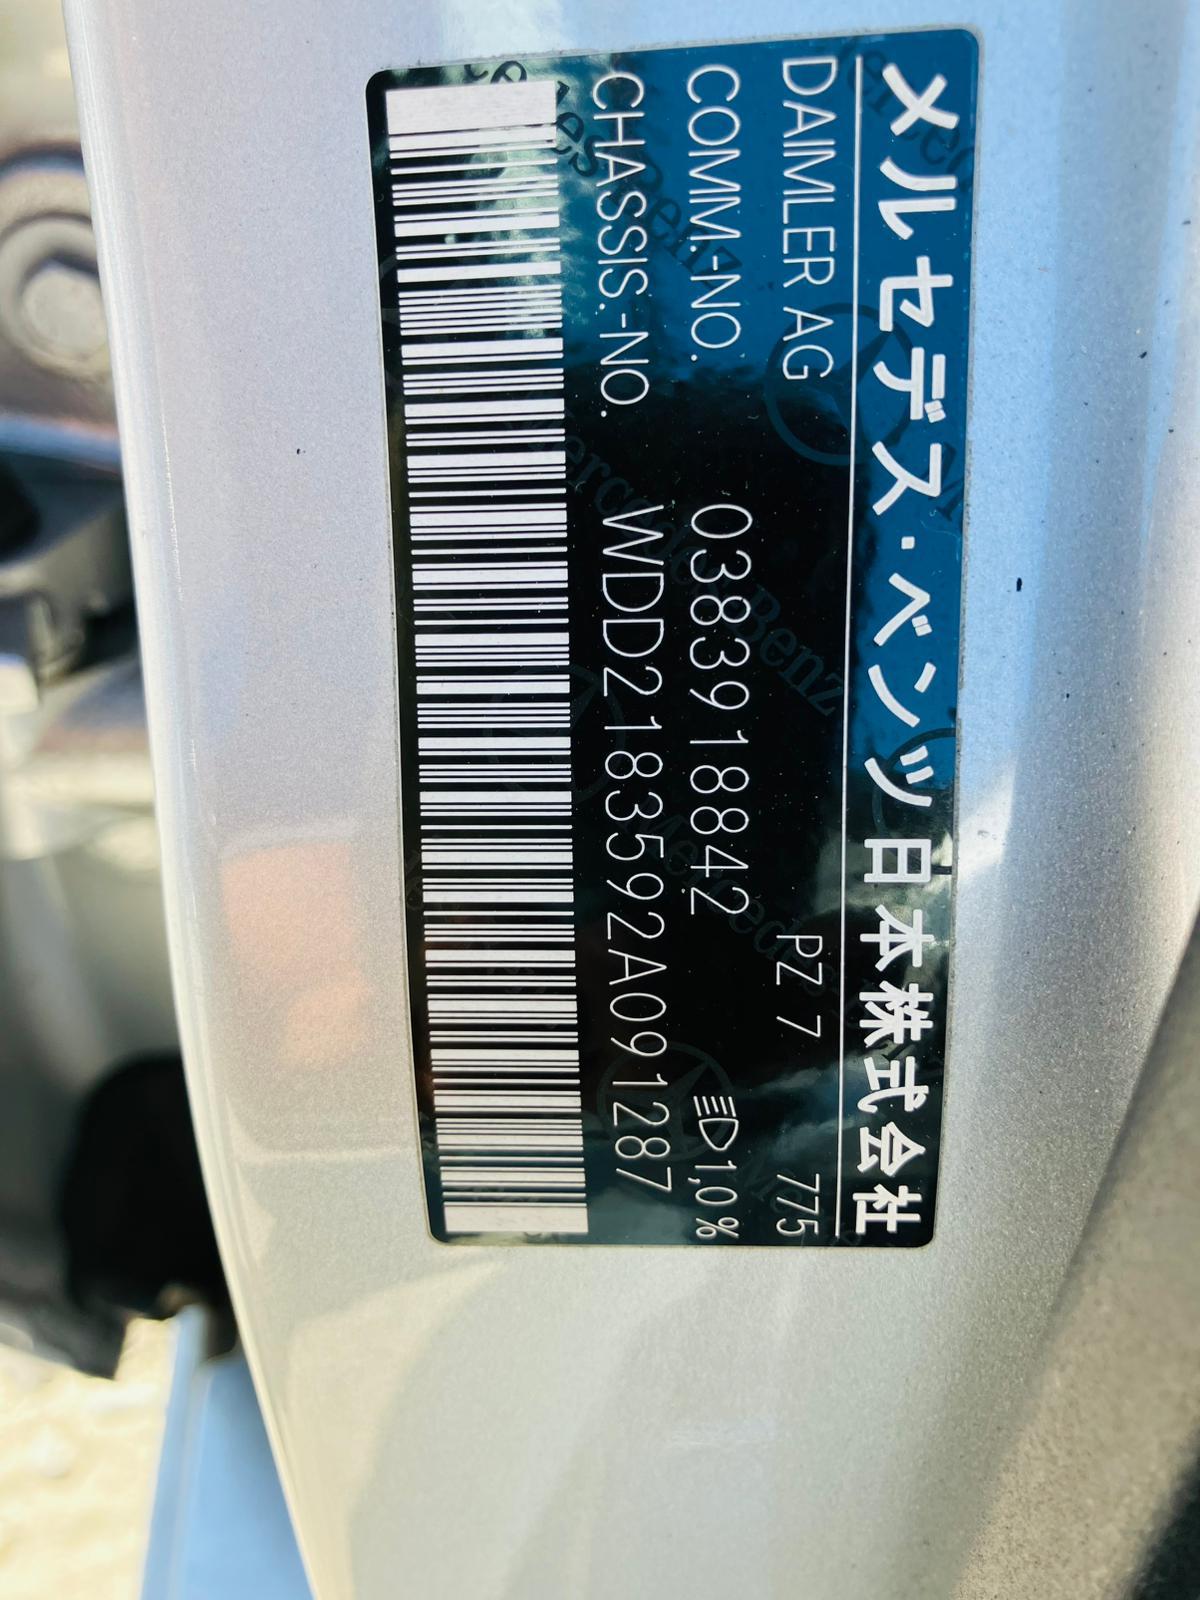 メルセデス・ベンツ日本株式会社
DAIMLER AG PZ 7 775
COMM.-NO. 0383918842 1,0 %
CHASSIS.-NO. WDD2183592A091287